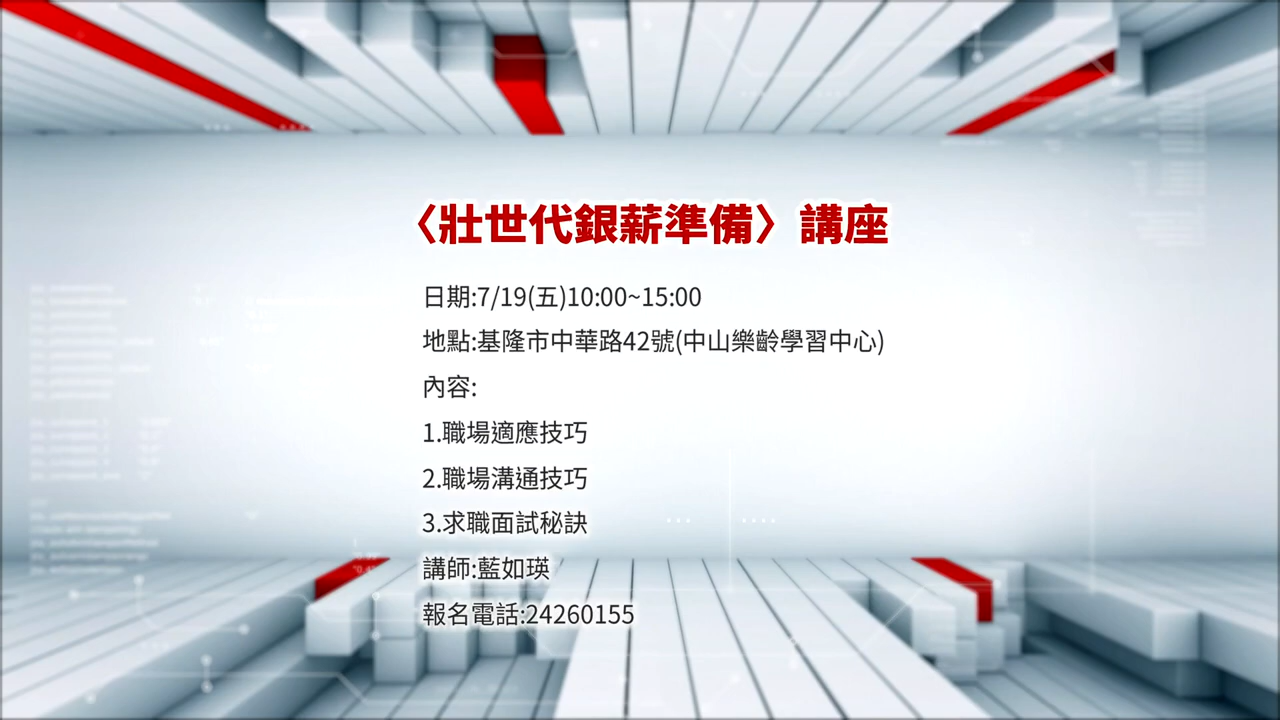 〈壯世代銀薪準備〉講座
日期:7/19(五)10:00~15:00
地點:基隆市中華路42號(中山樂齡學習中心)
內容:
1.職場適應技巧
2.職場溝通技巧
3.求職面試秘訣
講師:藍如瑛
報名電話:24260155